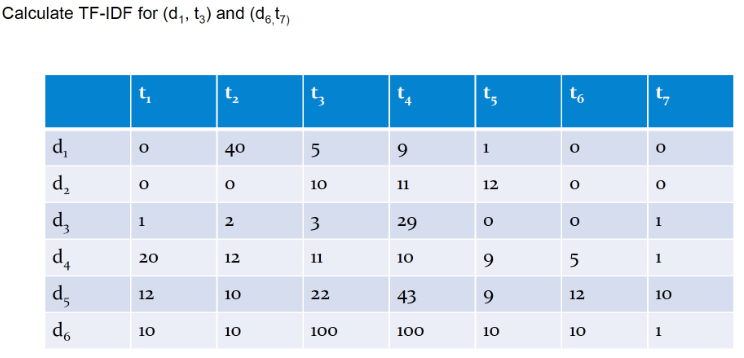 Calculate TF-IDF for (d₁, t₃) and (d₆,t₇)
t₁ t₂ t₃ t₄ t₅ t₆ t₇
d₁ 0 40 5 9 1 0 0
d₂ 0 0 10 11 12 0 0
d₃ 1 2 3 29 0 0 1
d₄ 20 12 11 10 9 5 1
d₅ 12 10 22 43 9 12 10
d₆ 10 10 100 100 10 10 1